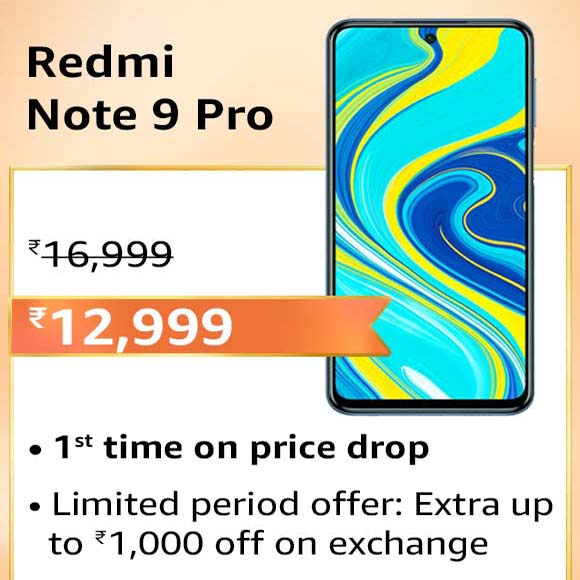 Redmi
Note 9 Pro
₹16,999
₹12,999
• 1st time on price drop
• Limited period offer: Extra up
to ₹1,000 off on exchange